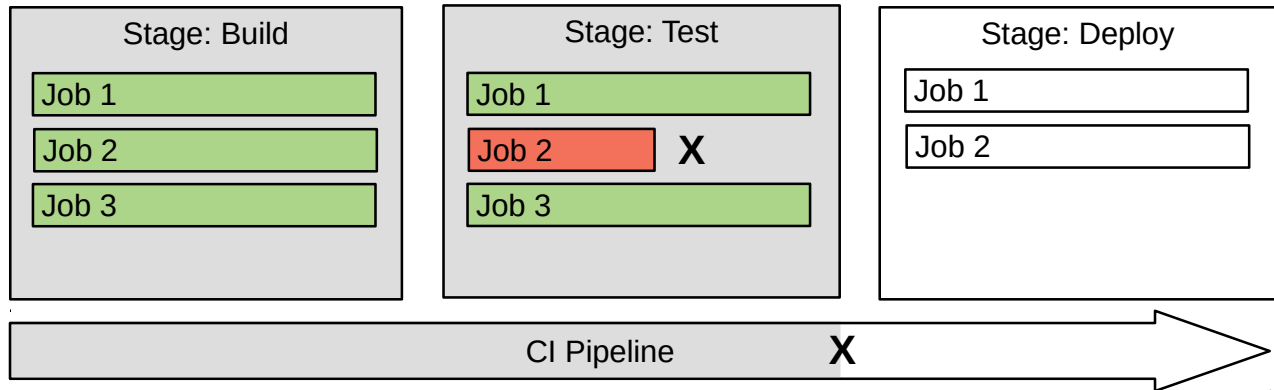 Stage: Build
Job 1
Job 2
Job 3
Stage: Test
Job 1
Job 2 X
Job 3
Stage: Deploy
Job 1
Job 2
CI Pipeline X